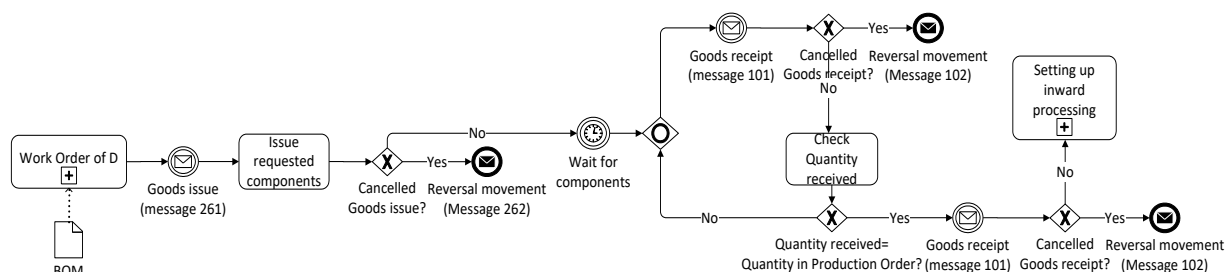 Work Order of D
BOM
Goods issue
(message 261)
Issue
requested
components
Cancelled
Goods issue?
No
Yes
Reversal movement
(Message 262)
Wait for
components
Goods receipt
(message 101)
Cancelled
Goods receipt?
Yes
Reversal movement
(Message 102)
No
Check
Quantity
received
No
Quantity received=
Quantity in Production Order?
Yes
Goods receipt
(message 101)
Cancelled
Goods receipt?
Yes
Reversal movement
(Message 102)
No
Setting up
inward
processing